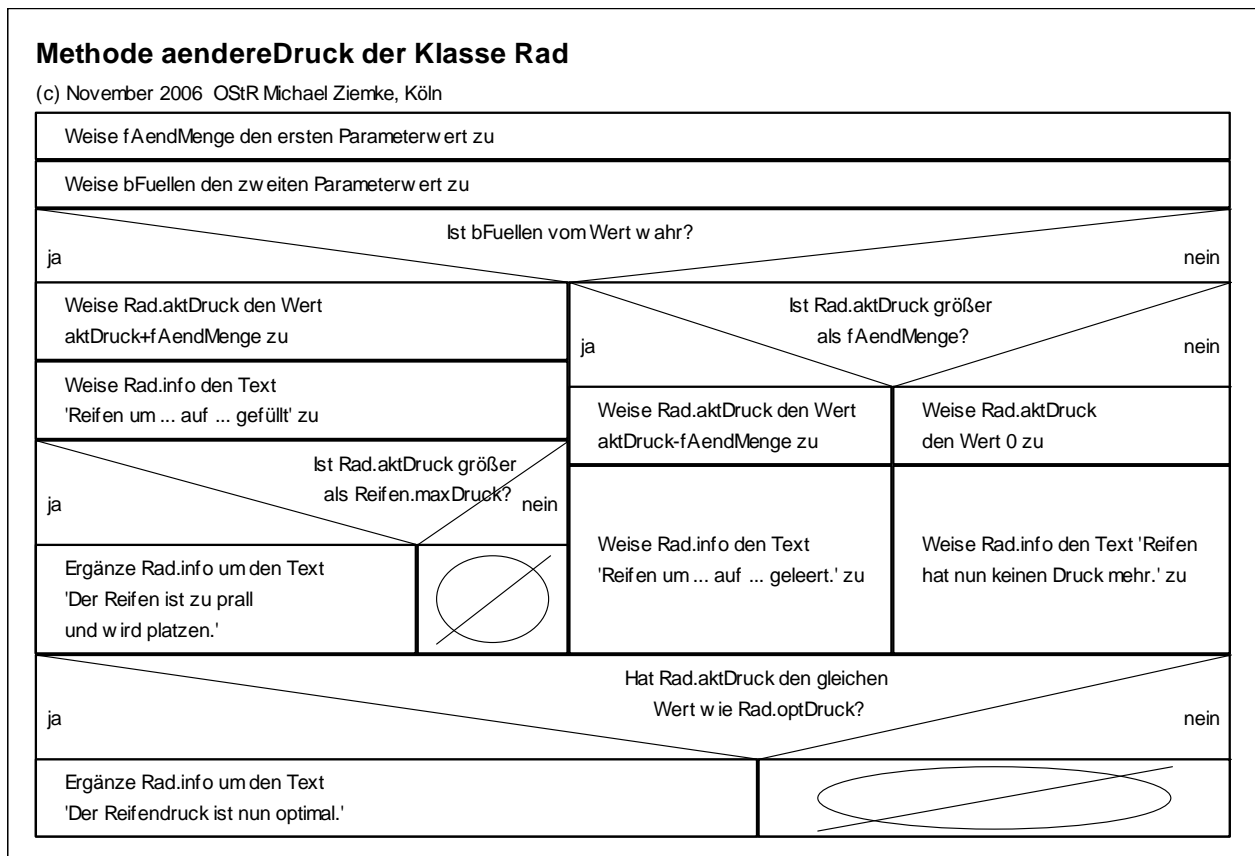 Methode aendereDruck der Klasse Rad
(c) November 2006 OStR Michael Ziemke, Köln
Weise fAendMenge den ersten Parameterwert zu
Weise bFuellen den zweiten Parameterwert zu
Ist bFuellen vom Wert wahr?
ja
nein
Weise Rad.aktDruck den Wert
aktDruck+fAendMenge zu
Weise Rad.info den Text
'Reifen um ... auf ... gefüllt' zu
Ist Rad.aktDruck größer
als Reifen.maxDruck?
ja
nein
Ergänze Rad.info um den Text
'Der Reifen ist zu prall
und wird platzen.'
Ist Rad.aktDruck größer
als fAendMenge?
ja
nein
Weise Rad.aktDruck den Wert
aktDruck-fAendMenge zu
Weise Rad.info den Text
'Reifen um ... auf ... geleert.' zu
Weise Rad.aktDruck
den Wert 0 zu
Weise Rad.info den Text 'Reifen
hat nun keinen Druck mehr.' zu
Hat Rad.aktDruck den gleichen
Wert wie Rad.optDruck?
ja
nein
Ergänze Rad.info um den Text
'Der Reifendruck ist nun optimal.'